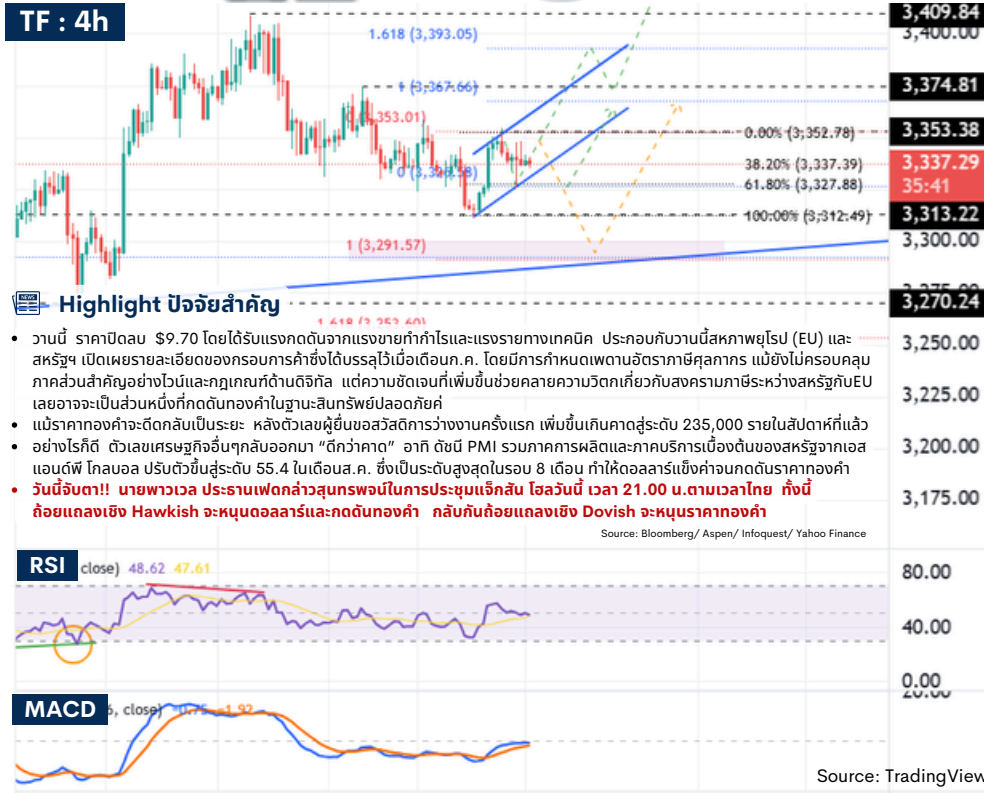 TF : 4h
3,409.84
3,400.00
1.618 (3,393.05)
3,374.81
1 (3,367.66)
0 (3,353.01)
3,353.38
0.00% (3,352.78)
3,337.29
35:41
38.20% (3,337.39)
61.80% (3,327.88)
100.00% (3,312.49)
3,313.22
3,300.00
1 (3,291.57)
3,270.24
Highlight ปัจจัยสำคัญ
1.618 (3,253.60)
3,250.00
3,225.00
3,200.00
3,175.00
• วานนี้ ราคาปิดลบ $9.70 โดยได้รับแรงกดดันจากแรงขายทำกำไรและแรงรายทางเทคนิค ประกอบกับวานนี้สหภาพยุโรป (EU) และ
สหรัฐฯ เปิดเผยรายละเอียดของกรอบการค้าซึ่งได้บรรลุไว้เมื่อเดือนก.ค. โดยมีการกำหนดเพดานอัตราภาษีศุลกากร แม้ยังไม่ครอบคลุม
ภาคส่วนสำคัญอย่างไวน์และกฎเกณฑ์ด้านดิจิทัล แต่ความชัดเจนที่เพิ่มขึ้นช่วยคลายความวิตกเกี่ยวกับสงครามภาษีระหว่างสหรัฐกับEU
เลยอาจจะเป็นส่วนหนึ่งที่กดดันทองคำในฐานะสินทรัพย์ปลอดภัยค่
• แม้ราคาทองคำจะดีดกลับเป็นระยะ หลังตัวเลขผู้ยื่นขอสวัสดิการว่างงานครั้งแรก เพิ่มขึ้นเกินคาดสู่ระดับ 235,000 รายในสัปดาห์ที่แล้ว
• อย่างไรก็ดี ตัวเลขเศรษฐกิจอื่นๆกลับออกมา “ดีกว่าคาด” อาทิ ดัชนี PMI รวมภาคการผลิตและภาคบริการเบื้องต้นของสหรัฐจากเอส
แอนด์พี โกลบอล ปรับตัวขึ้นสู่ระดับ 55.4 ในเดือนส.ค. ซึ่งเป็นระดับสูงสุดในรอบ 8 เดือน ทำให้ดอลลาร์แข็งค่าจนกดดันราคาทองคำ
• วันนี้จับตา!! นายพาวเวล ประธานเฟดกล่าวสุนทรพจน์ในการประชุมแจ็กสัน โฮลวันนี้ เวลา 21.00 น.ตามเวลาไทย ทั้งนี้
ถ้อยแถลงเชิง Hawkish จะหนุนดอลลาร์และกดดันทองคำ กลับกันถ้อยแถลงเชิง Dovish จะหนุนราคาทองคำ
Source: Bloomberg/ Aspen/ Infoquest/ Yahoo Finance
RSI close) 48.62 47.61
80.00
40.00
0.00
20.00
MACD 6, close) -0.75 -1.92
Source: TradingView